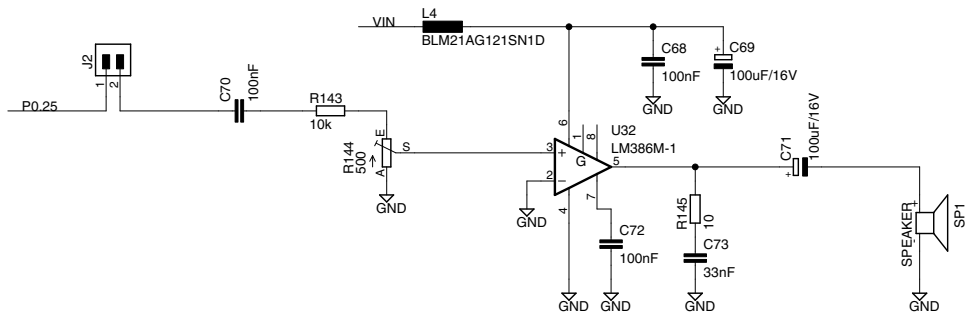 VIN
L4
BLM21AG121SN1D
J2
1
2
P0.25
C70
100nF
R143
10k
R144
500
E
A
S
GND
C68
100nF
GND
+
C69
100uF/16V
GND
U32
LM386M-1
6
1
8
G
3
+
2
-
5
4
7
GND
GND
C72
100nF
GND
R145
10
C73
33nF
GND
C71
100uF/16V
+
SPEAKER
+
-
SP1
GND